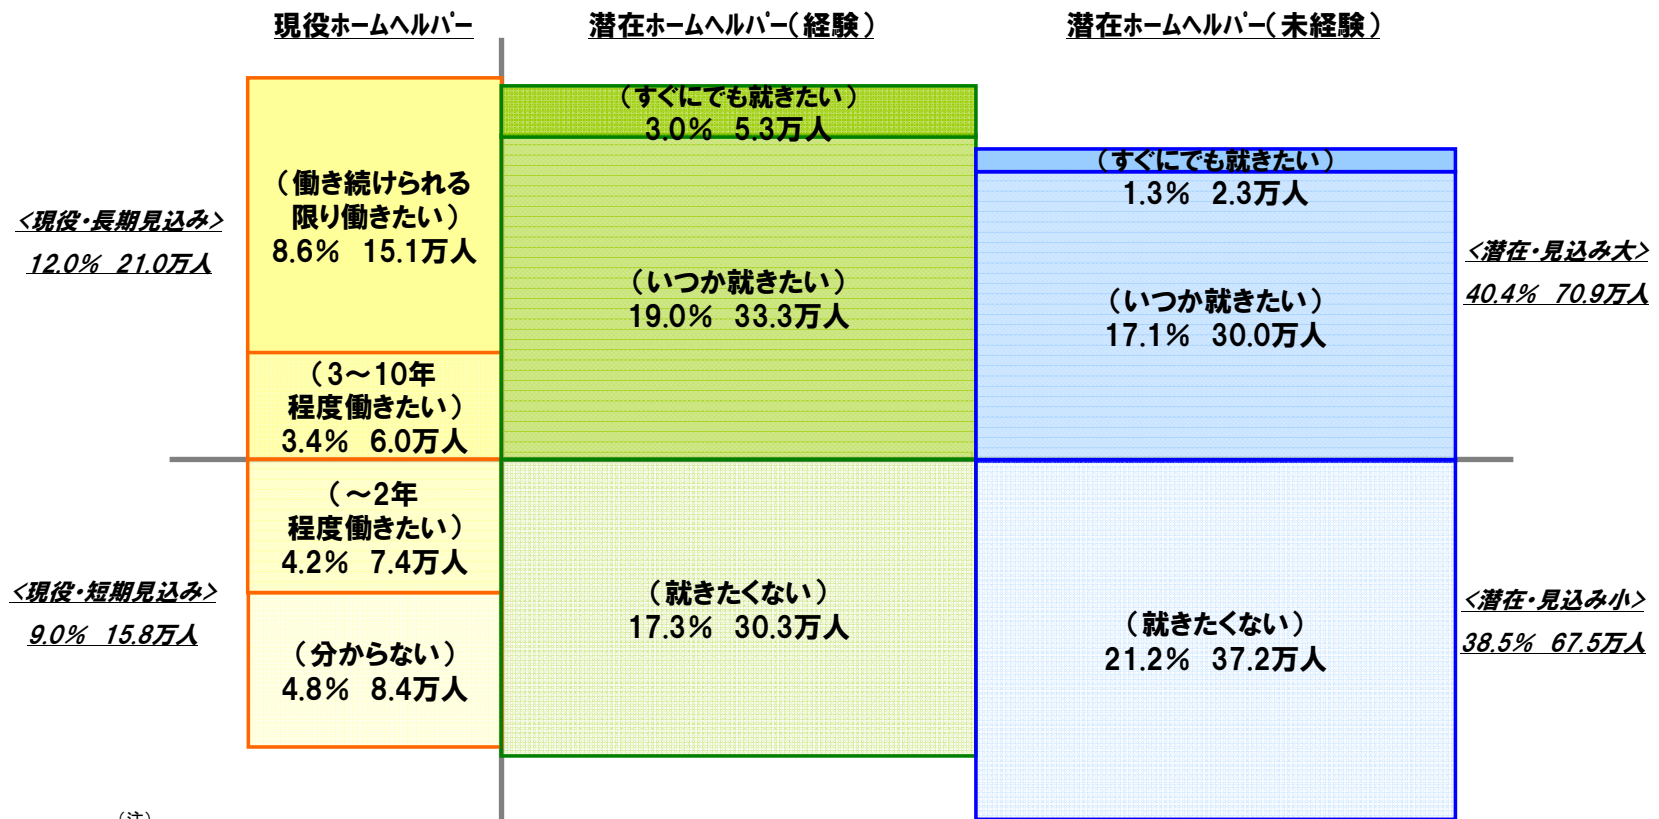 現役ホームヘルパー
潜在ホームヘルパー(経験)
潜在ホームヘルパー(未経験)
<現役・長期見込み>
12.0% 21.0万人
(働き続けられる
限り働きたい)
8.6% 15.1万人
(3～10年
程度働きたい)
3.4% 6.0万人
(～2年
程度働きたい)
4.2% 7.4万人
(分からない)
4.8% 8.4万人
<現役・短期見込み>
9.0% 15.8万人
(すぐにでも就きたい)
3.0% 5.3万人
(いつか就きたい)
19.0% 33.3万人
(就きたくない)
17.3% 30.3万人
(すぐにでも就きたい)
1.3% 2.3万人
(いつか就きたい)
17.1% 30.0万人
(就きたくない)
21.2% 37.2万人
<潜在・見込み大>
40.4% 70.9万人
<潜在・見込み小>
38.5% 67.5万人
(注)